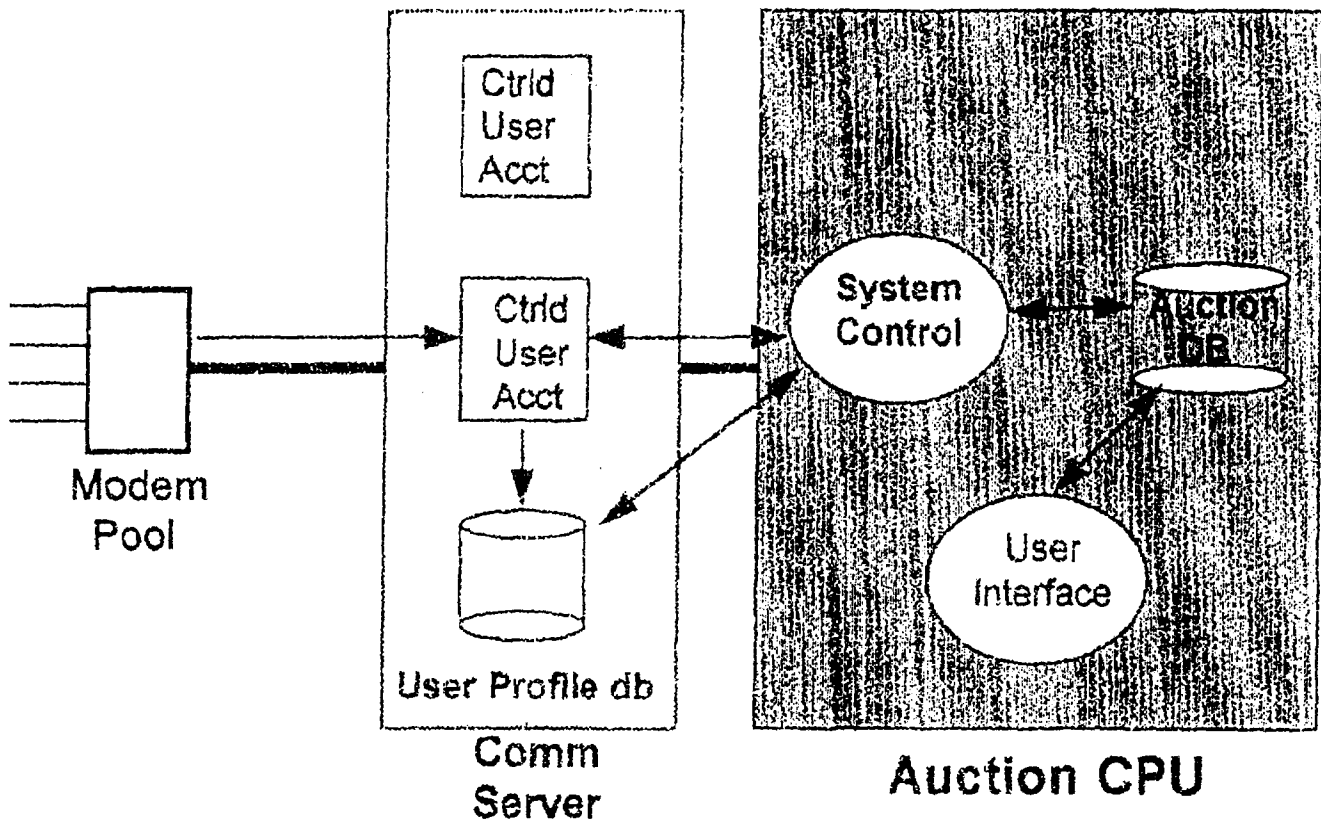 Ctrld
User
Acct
Ctrld
User
Acct
System
Control
Auction
DB
Modem
Pool
User
Interface
User Profile db
Comm
Server
Auction CPU